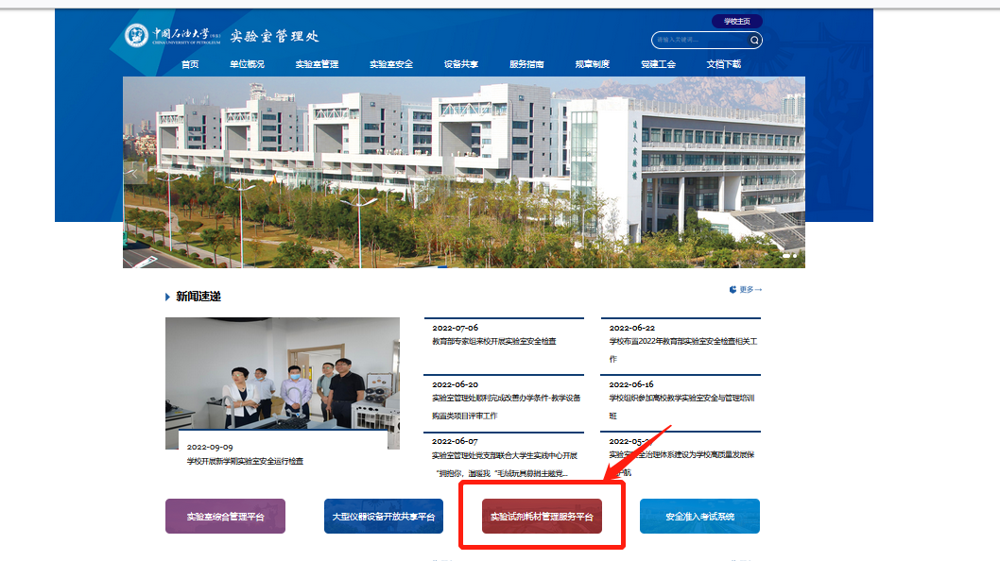 学校主页
中国石油大学
CHINA UNIVERSITY OF PETROLEUM
实验室管理处
请输入关键词...
首页 单位概况 实验室管理 实验室安全 设备共享 服务指南 规章制度 党建工会 文档下载
新闻速递
更多→
2022-09-09
学校开展新学期实验室安全运行检查
2022-07-06
教育部专家组来校开展实验室安全检查
2022-06-22
学校布置2022年教育部实验室安全检查相关工
作
2022-06-20
实验室管理处顺利完成改善办学条件-教学设备
购置类项目评审工作
2022-06-16
学校组织参加高校教学实验室安全与管理培训
班
2022-06-07
实验室管理处党支部联合大学生实践中心开展
“拥抱你，温暖我“毛绒玩具募捐主题党...
2022-05-
实验室 全治理体系建设为学校高质量发展保
航
实验室综合管理平台
大型仪器设备开放共享平台
实验试剂耗材管理服务平台
安全准入考试系统